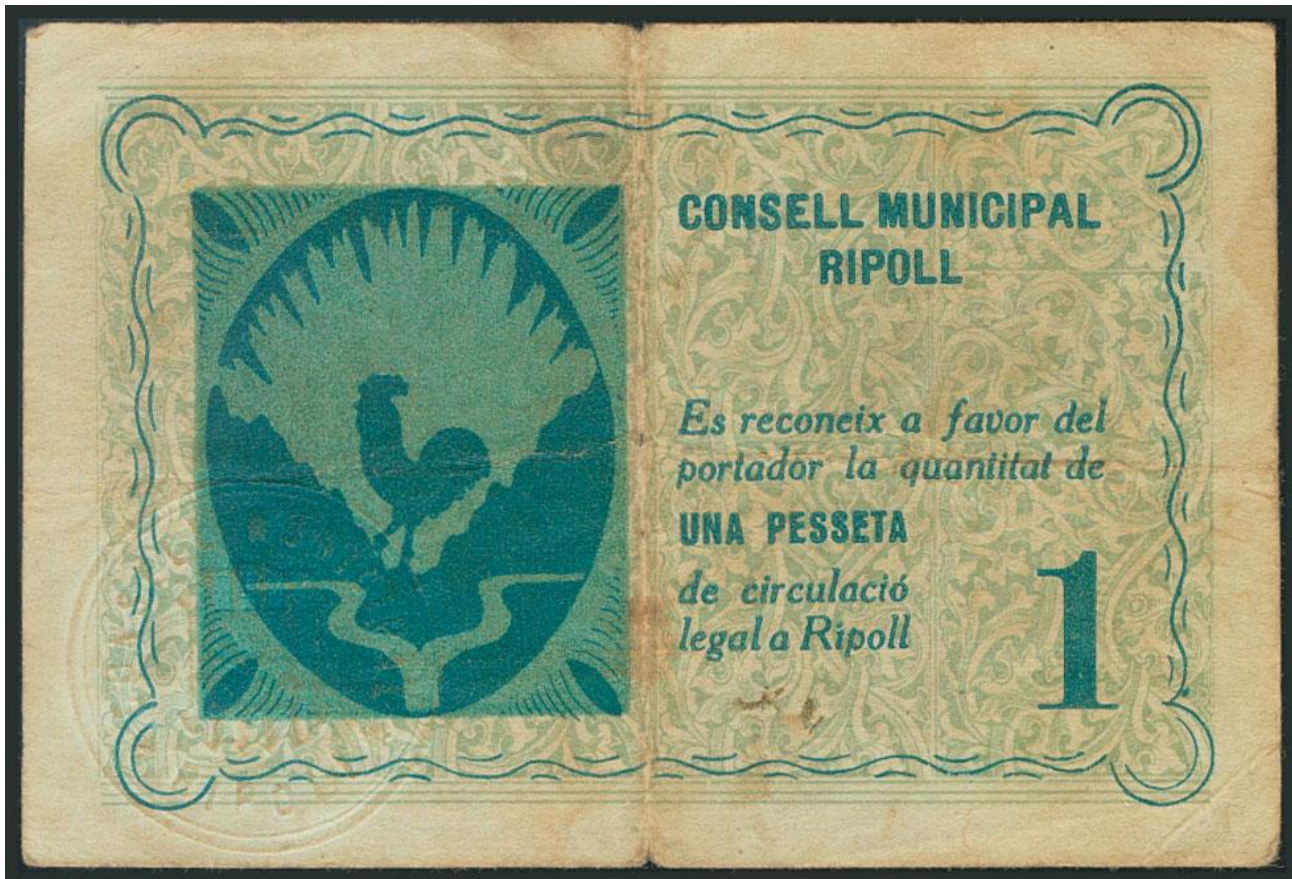 CONSELL MUNICIPAL
RIPOLL
Es reconeix a favor del
portador la quantitat de
UNA PESSETA
de circulació
legal a Ripoll
1